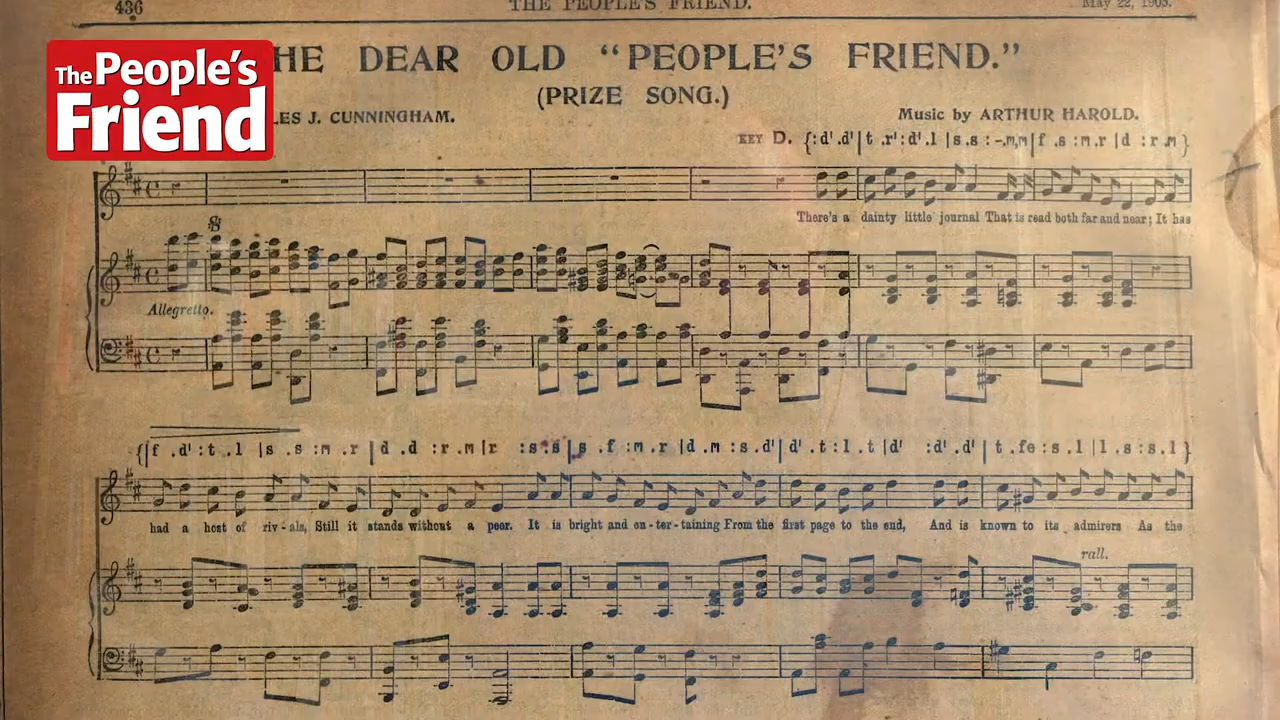 436
THE PEOPLE'S FRIEND.
May 22, 1905.
The People's
Friend
HE DEAR OLD “PEOPLE'S FRIEND.”
(PRIZE SONG.)
LES J. CUNNINGHAM.
Music by ARTHUR HAROLD.
KEY D. {:d'.d'|t .r':d'.l |s.s :-.m,m|f .s :m.r |d :r.m}
There's a dainty little journal That is read both far and near; It has
Allegretto.
{|f .d':t .l |s .s :m .r |d .d :r.m|r :s.s|s .f :m.r |d.m :s.d'|d'.t:l.t|d' :d'.d'|t.fe:s.l|l.s:s.l}
had a host of riv-als, Still it stands without a peer. It is bright and en-ter-taining From the first page to the end, And is known to its admirers As the
rall.